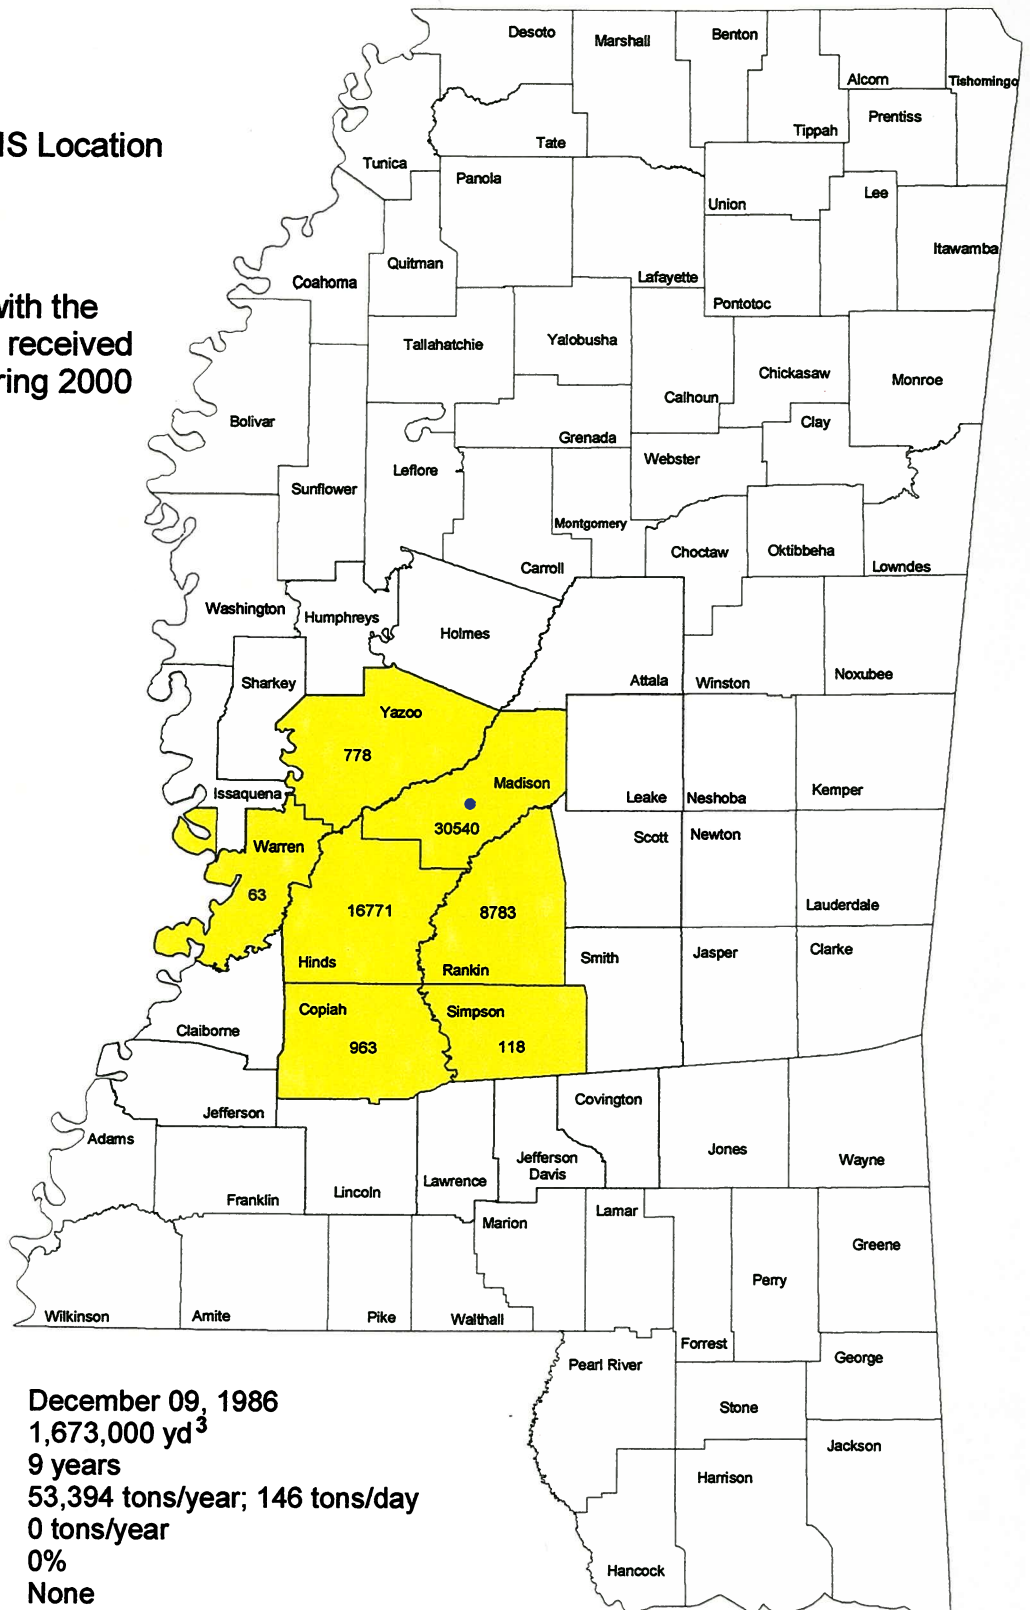 IS Location
with the
received
ring 2000
Desoto
Marshall
Benton
Alcorn
Tishomingo
Tippah
Prentiss
Tate
Tunica
Panola
Union
Lee
Itawamba
Quitman
Coahoma
Lafayette
Pontotoc
Tallahatchie
Yalobusha
Chickasaw
Monroe
Calhoun
Bolivar
Clay
Grenada
Webster
Leflore
Sunflower
Montgomery
Choctaw
Oktibbeha
Lowndes
Carroll
Washington
Humphreys
Holmes
Attala
Winston
Noxubee
Sharkey
Yazoo
778
Madison
30540
Issaquena
Leake
Neshoba
Kemper
Warren
63
Scott
Newton
16771
8783
Lauderdale
Hinds
Rankin
Smith
Jasper
Clarke
Copiah
963
Simpson
118
Claiborne
Jefferson
Covington
Adams
Jefferson
Davis
Jones
Wayne
Franklin
Lincoln
Lawrence
Marion
Lamar
Greene
Perry
Wilkinson
Amite
Pike
Walthall
Forrest
Pearl River
George
Stone
Jackson
Harrison
Hancock
December 09, 1986
1,673,000 yd³
9 years
53,394 tons/year; 146 tons/day
0 tons/year
0%
None